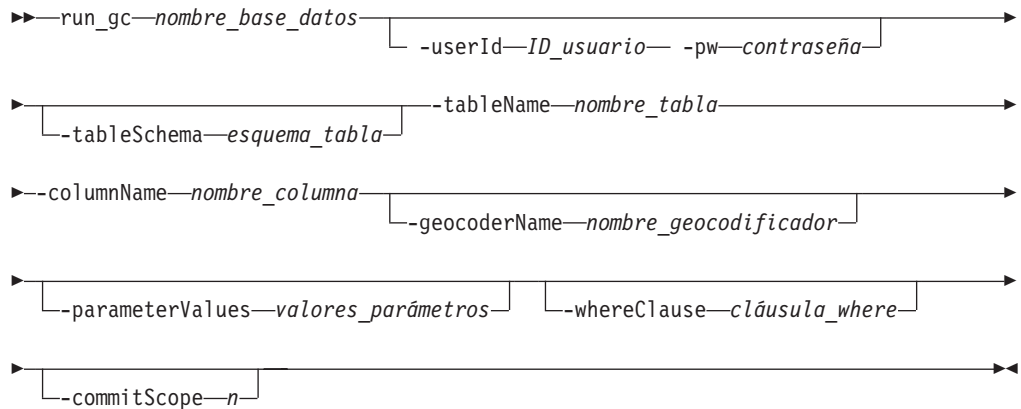 run_gc nombre_base_datos
-userId ID_usuario -pw contraseña
-tableSchema esquema_tabla -tableName nombre_tabla
-columnName nombre_columna
-geocoderName nombre_geocodificador
-parameterValues valores_parámetros -whereClause cláusula_where
-commitScope n